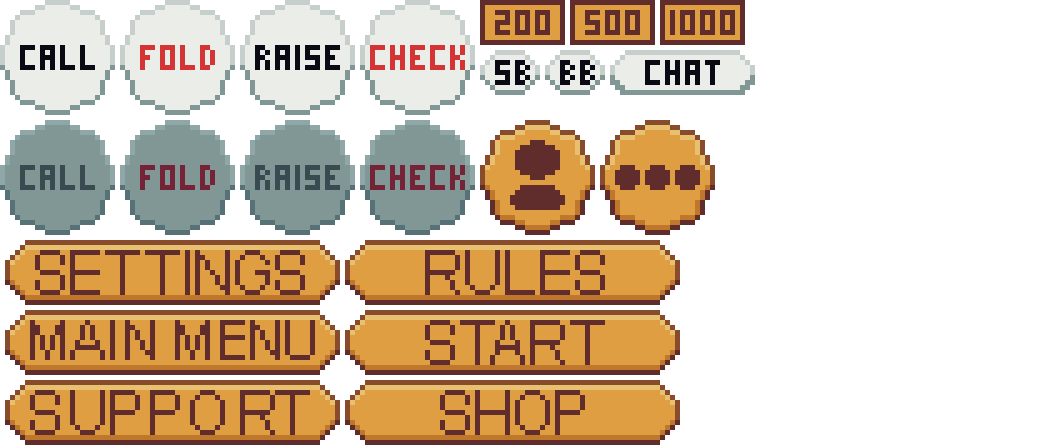 CALL FOLD RAISE CHECK 200 500 1000
SB BB CHAT
CALL FOLD RAISE CHECK
SETTINGS RULES
MAIN MENU START
SUPPORT SHOP